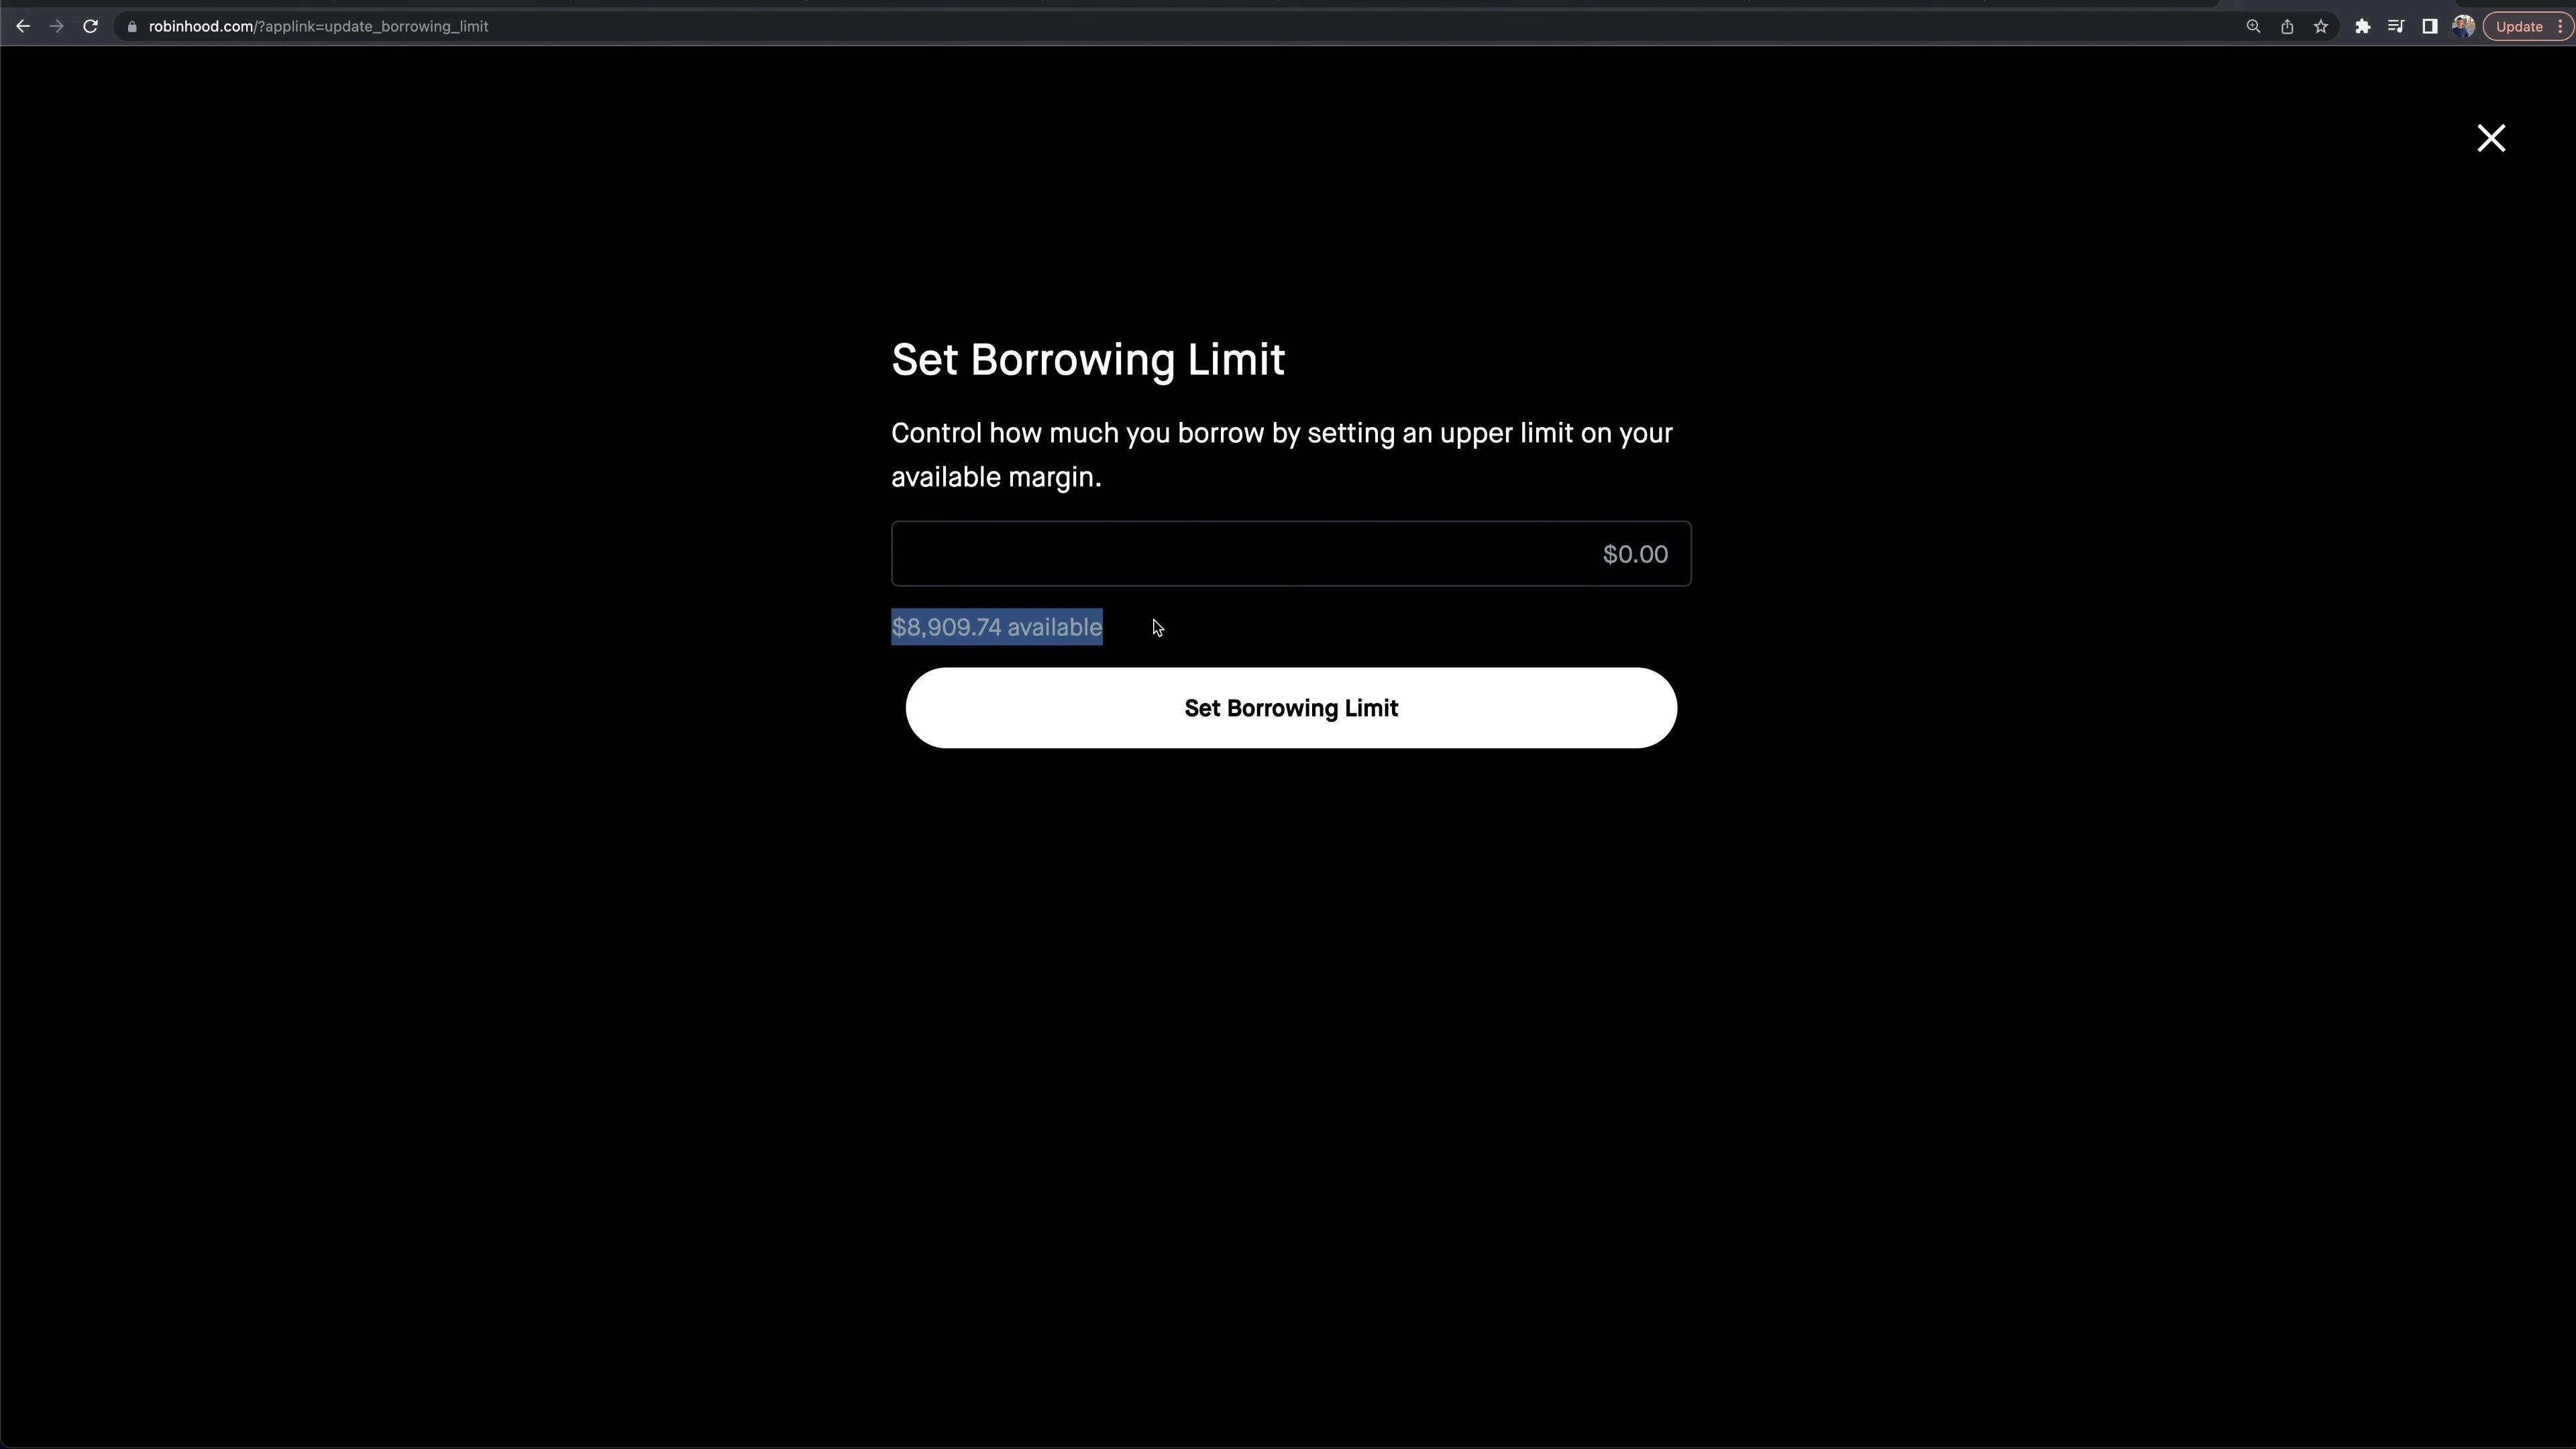 robinhood.com/?applink=update_borrowing_limit
Update
Set Borrowing Limit
Control how much you borrow by setting an upper limit on your
available margin.
$0.00
$8,909.74 available
Set Borrowing Limit